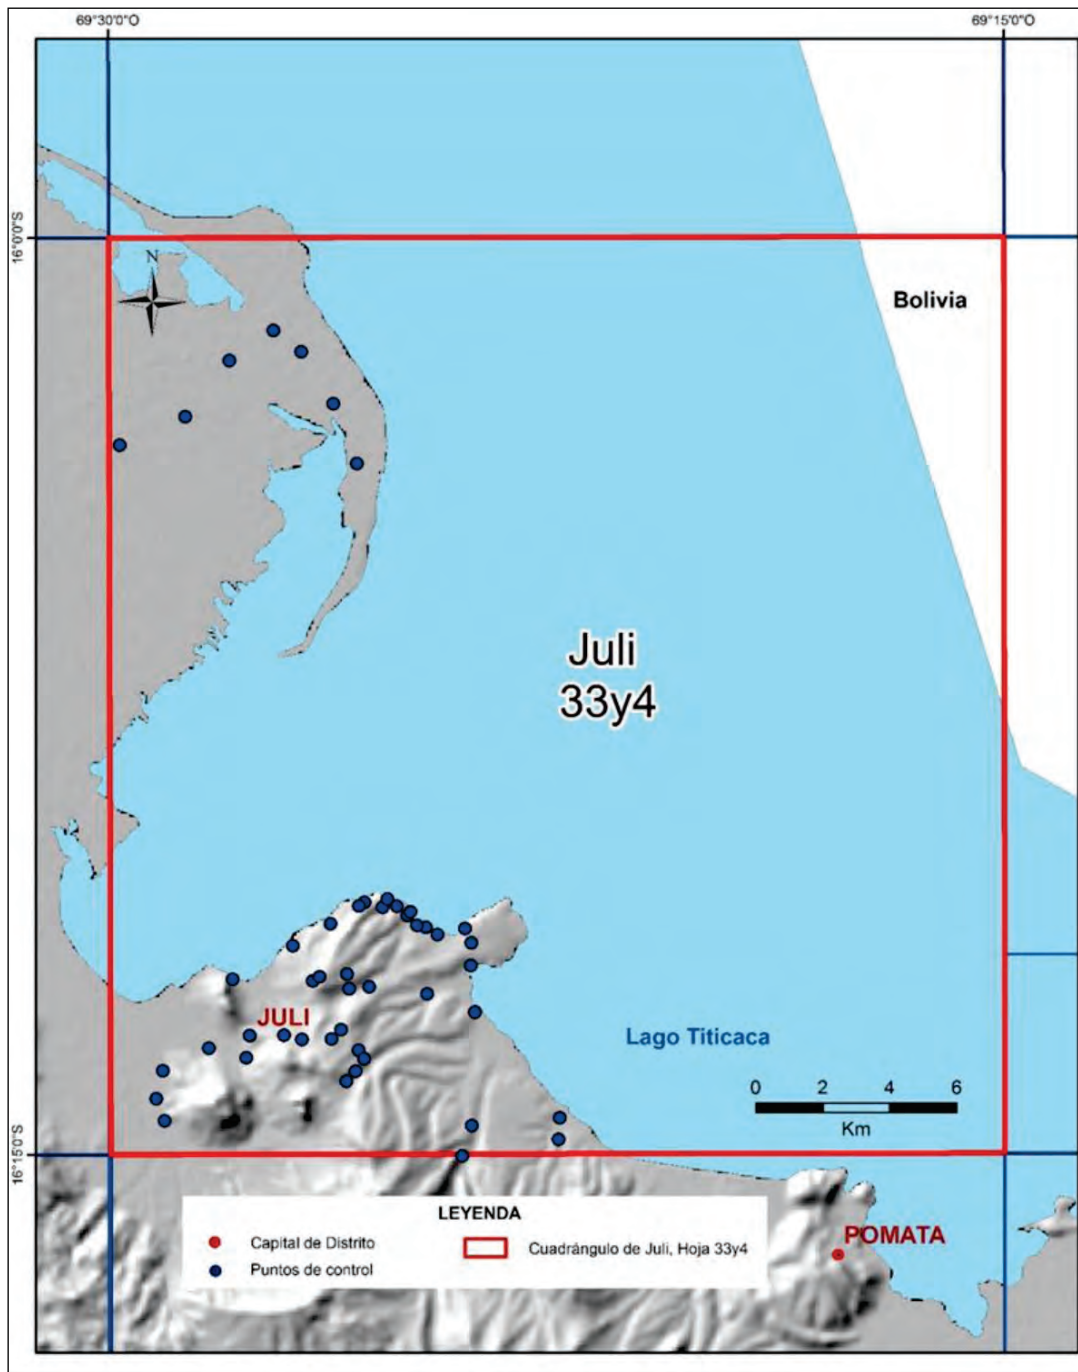 69°30'0"O
69°15'0"O
16°0'0"S
N
Bolivia
Juli
33y4
JULI
Lago Titicaca
0 2 4 6
Km
16°15'0"S
LEYENDA
Capital de Distrito
Cuadrángulo de Juli, Hoja 33y4
Puntos de control
POMATA